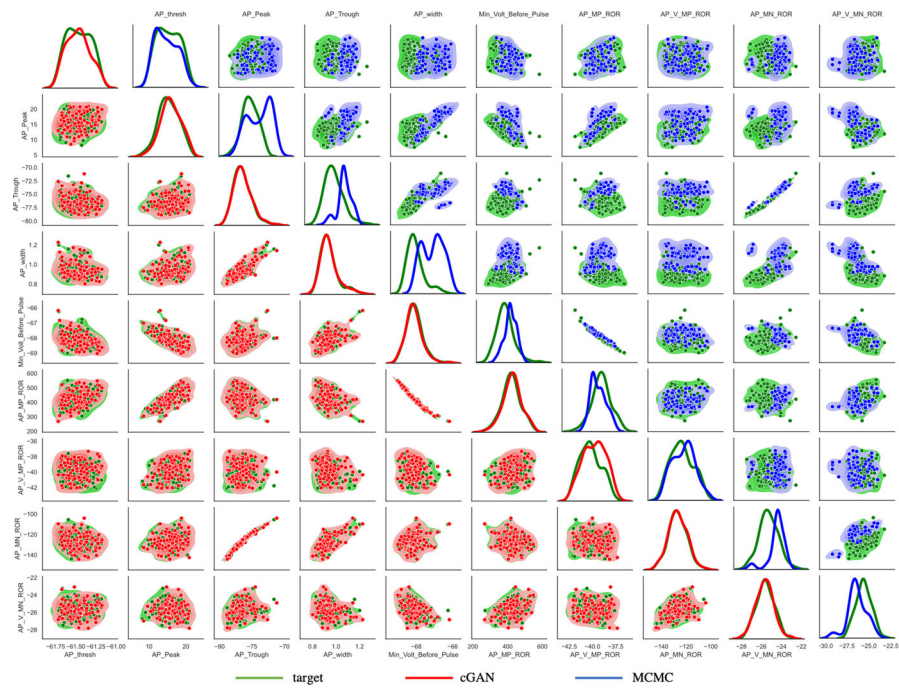 AP_thresh AP_Peak AP_Trough AP_width Min_Volt_Before_Pulse AP_MP_ROR AP_V_MP_ROR AP_MN_ROR AP_V_MN_ROR
AP_Peak
20
15
10
5
AP_Trough
−70.0
−72.5
−75.0
−77.5
−80.0
AP_width
1.2
1.0
0.8
Min_Volt_Before_Pulse
−66
−67
−68
−69
AP_MP_ROR
600
500
400
300
200
AP_V_MP_ROR
−36
−38
−40
−42
AP_MN_ROR
−100
−120
−140
AP_V_MN_ROR
−22
−24
−26
−28
−61.75 −61.50 −61.25 −61.00 10 20 −80 −75 −70 0.8 1.0 1.2 −68 −66 200 400 600 −42.5 −40.0 −37.5 −140 −120 −100 −28 −26 −24 −22 −30.0 −27.5 −25.0 −22.5
AP_thresh AP_Peak AP_Trough AP_width Min_Volt_Before_Pulse AP_MP_ROR AP_V_MP_ROR AP_MN_ROR AP_V_MN_ROR
target cGAN MCMC